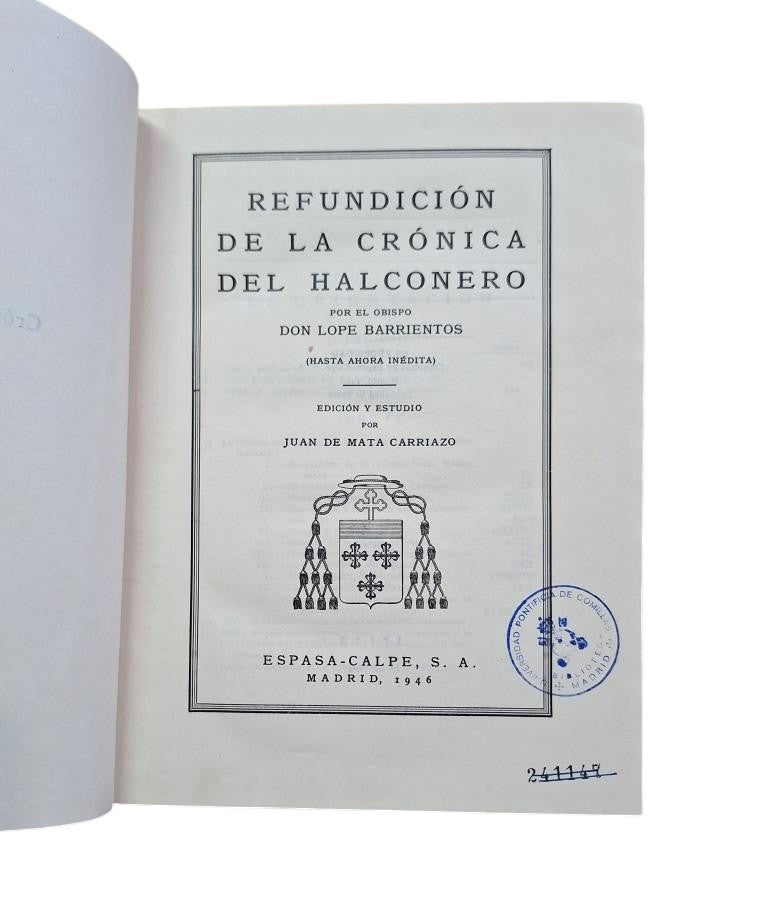 REFUNDICIÓN
DE LA CRÓNICA
DEL HALCONERO
POR EL OBISPO
DON LOPE BARRIENTOS
(HASTA AHORA INÉDITA)
EDICIÓN Y ESTUDIO
POR
JUAN DE MATA CARRIAZO
ESPASA-CALPE, S. A.
MADRID, 1946
UNIVERSIDAD PONTIFICIA DE COMILLAS
BIBLIOTECA
MADRID
241147